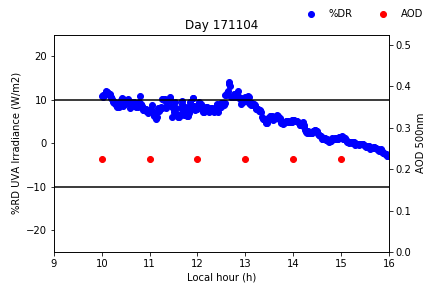 %DR AOD
Day 171104
%RD UVA Irradiance (W/m2)
20
10
0
−10
−20
0.5
0.4
0.3
0.2
0.1
0.0
AOD 500nm
9 10 11 12 13 14 15 16
Local hour (h)